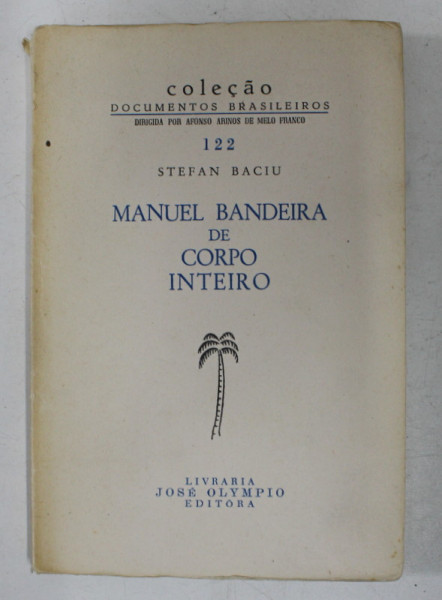 coleção
DOCUMENTOS BRASILEIROS
DIRIGIDA POR AFONSO ARINOS DE MELO FRANCO
122
STEFAN BACIU
MANUEL BANDEIRA
DE
CORPO
INTEIRO
LIVRARIA
JOSÉ OLYMPIO
EDITÔRA